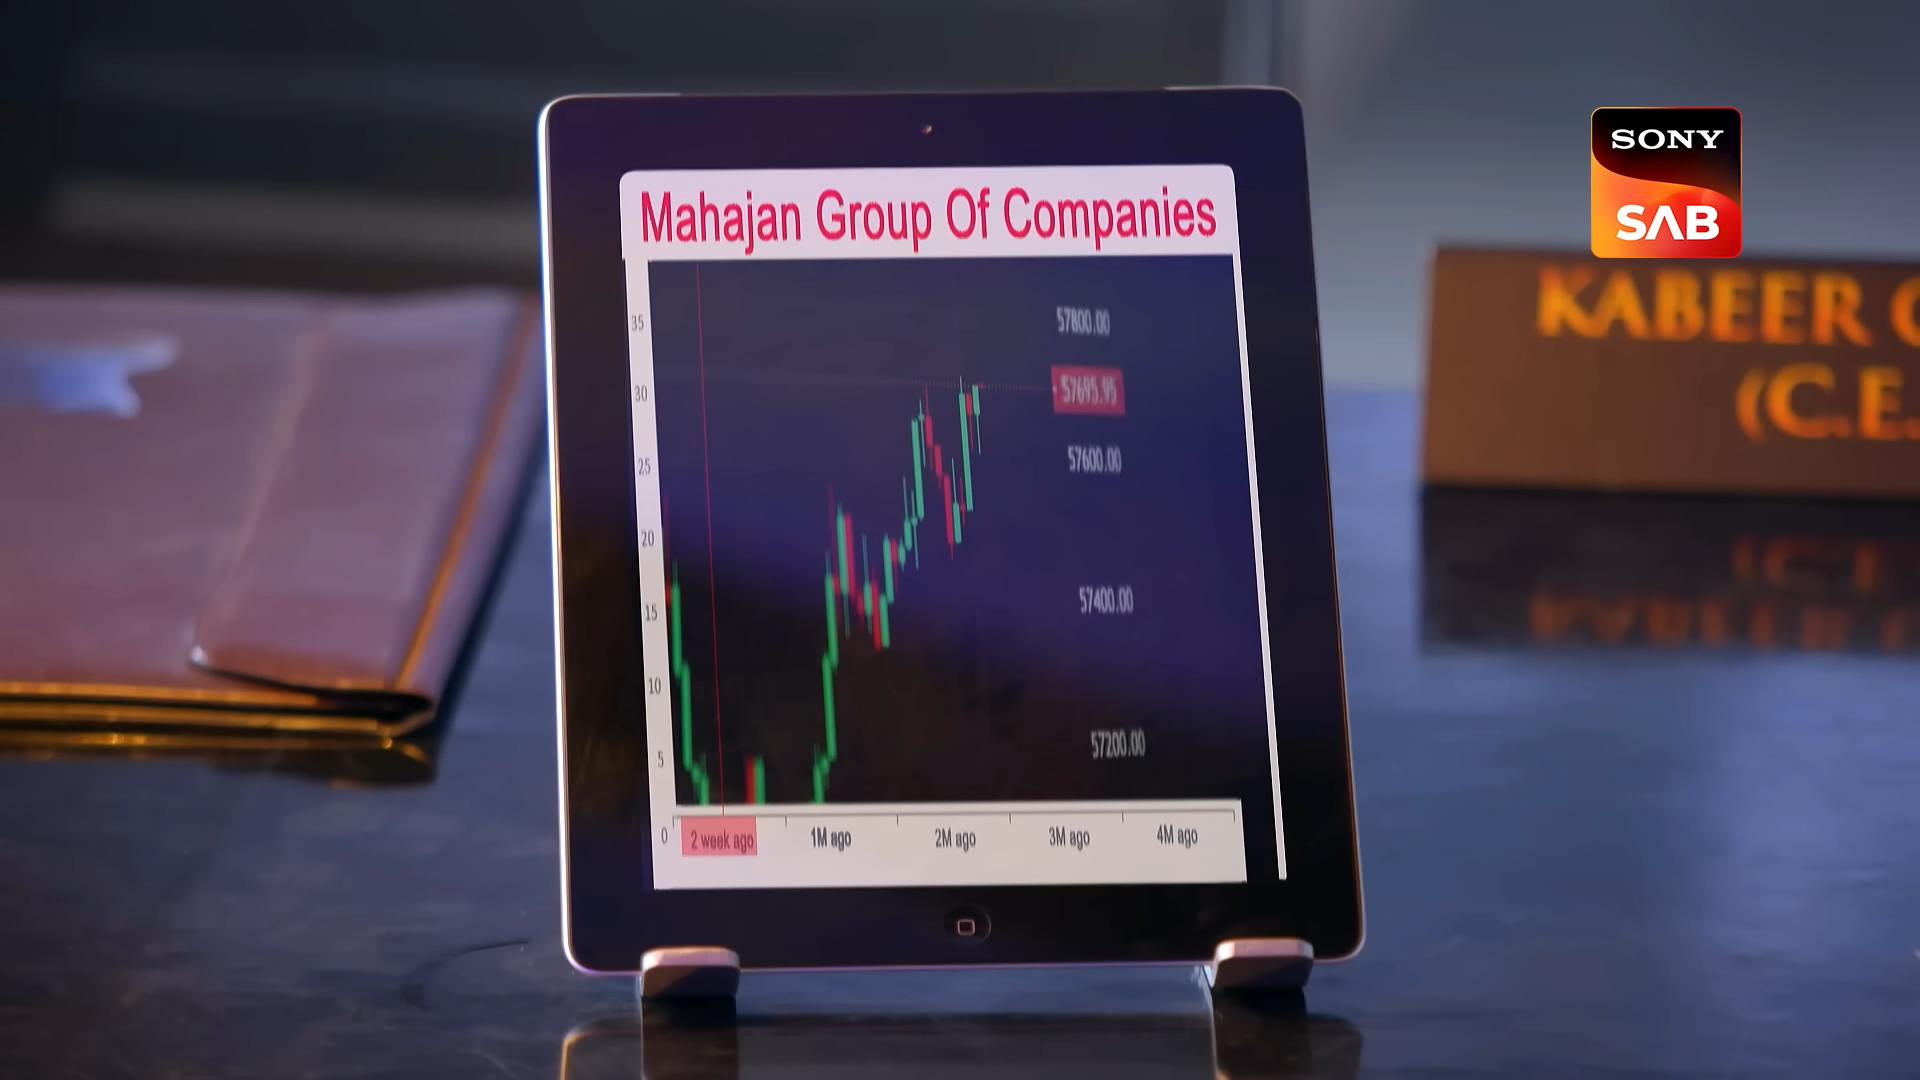 Mahajan Group Of Companies
35
30
25
20
15
10
5
0
57800.00
57695.95
57600.00
57400.00
57200.00
2 week ago
1M ago
2M ago
3M ago
4M ago
SONY
SAB
KABEER
(C.E.